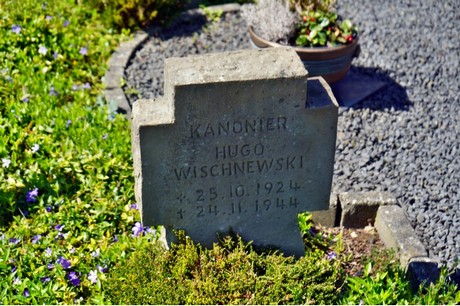 KANONIER
HUGO
WISCHNEWSKI
+ 25.10.1924
+ 24.11.1944